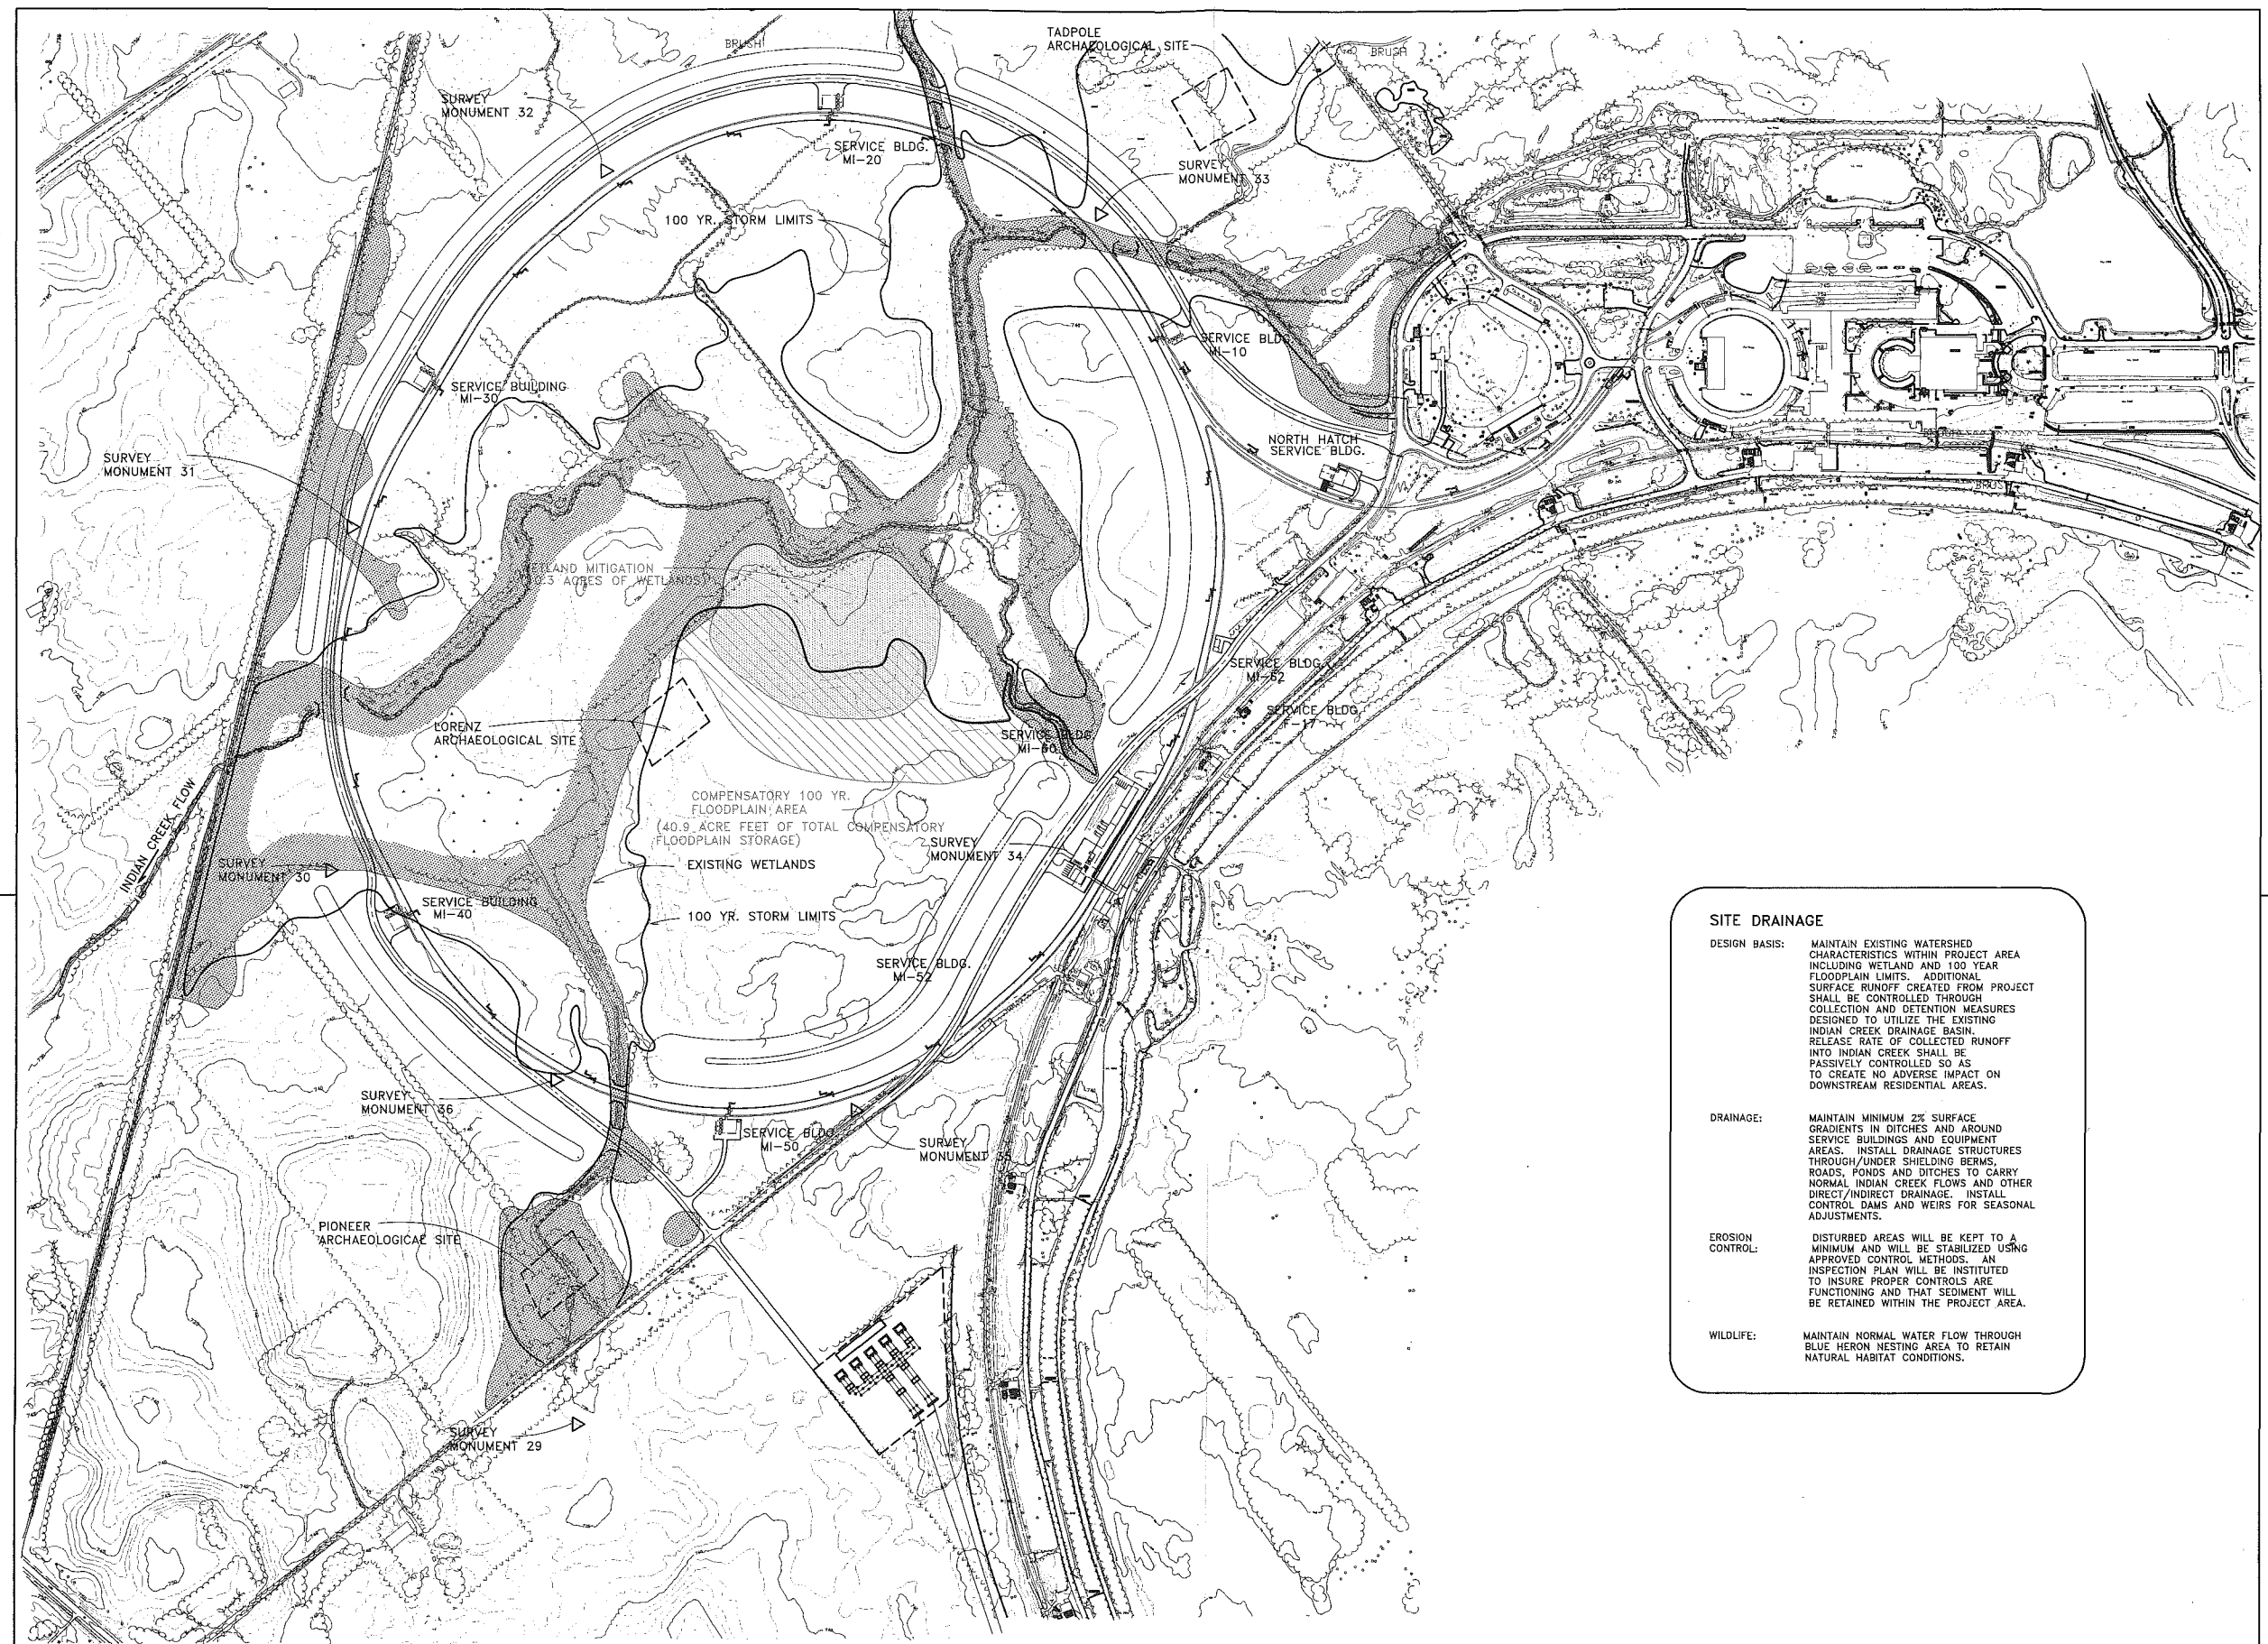 BRUSH
TADPOLE
ARCHAEOLOGICAL SITE
BRUSH
SURVEY
MONUMENT 32
SERVICE BLDG.
MI-20
SURVEY
MONUMENT 33
100 YR. STORM LIMITS
SERVICE BLDG.
MI-10
SERVICE BUILDING
MI-30
NORTH HATCH
SERVICE BLDG.
SURVEY
MONUMENT 31
BRUSH
WETLAND MITIGATION
ACRES OF WETLANDS)
SERVICE BLDG.
MI-62
SERVICE BLDG.
F-17
LORENZ
ARCHAEOLOGICAL SITE
SERVICE BLDG.
MI-60
INDIAN CREEK FLOW
COMPENSATORY 100 YR.
FLOODPLAIN AREA
(40.9 ACRE FEET OF TOTAL COMPENSATORY
FLOODPLAIN STORAGE)
SURVEY
MONUMENT 34
EXISTING WETLANDS
SURVEY
MONUMENT 30
SERVICE BUILDING
MI-40
100 YR. STORM LIMITS
SERVICE BLDG.
MI-52
SURVEY
MONUMENT 36
SERVICE BLDG.
MI-50
SURVEY
MONUMENT
PIONEER
ARCHAEOLOGICAL SITE
SURVEY
MONUMENT 29
SITE DRAINAGE
DESIGN BASIS: MAINTAIN EXISTING WATERSHED
CHARACTERISTICS WITHIN PROJECT AREA
INCLUDING WETLAND AND 100 YEAR
FLOODPLAIN LIMITS. ADDITIONAL
SURFACE RUNOFF CREATED FROM PROJECT
SHALL BE CONTROLLED THROUGH
COLLECTION AND DETENTION MEASURES
DESIGNED TO UTILIZE THE EXISTING
INDIAN CREEK DRAINAGE BASIN.
RELEASE RATE OF COLLECTED RUNOFF
INTO INDIAN CREEK SHALL BE
PASSIVELY CONTROLLED SO AS
TO CREATE NO ADVERSE IMPACT ON
DOWNSTREAM RESIDENTIAL AREAS.
DRAINAGE: MAINTAIN MINIMUM 2% SURFACE
GRADIENTS IN DITCHES AND AROUND
SERVICE BUILDINGS AND EQUIPMENT
AREAS. INSTALL DRAINAGE STRUCTURES
THROUGH/UNDER SHIELDING BERMS,
ROADS, PONDS AND DITCHES TO CARRY
NORMAL INDIAN CREEK FLOWS AND OTHER
DIRECT/INDIRECT DRAINAGE. INSTALL
CONTROL DAMS AND WEIRS FOR SEASONAL
ADJUSTMENTS.
EROSION CONTROL: DISTURBED AREAS WILL BE KEPT TO A
MINIMUM AND WILL BE STABILIZED USING
APPROVED CONTROL METHODS. AN
INSPECTION PLAN WILL BE INSTITUTED
TO INSURE PROPER CONTROLS ARE
FUNCTIONING AND THAT SEDIMENT WILL
BE RETAINED WITHIN THE PROJECT AREA.
WILDLIFE: MAINTAIN NORMAL WATER FLOW THROUGH
BLUE HERON NESTING AREA TO RETAIN
NATURAL HABITAT CONDITIONS.